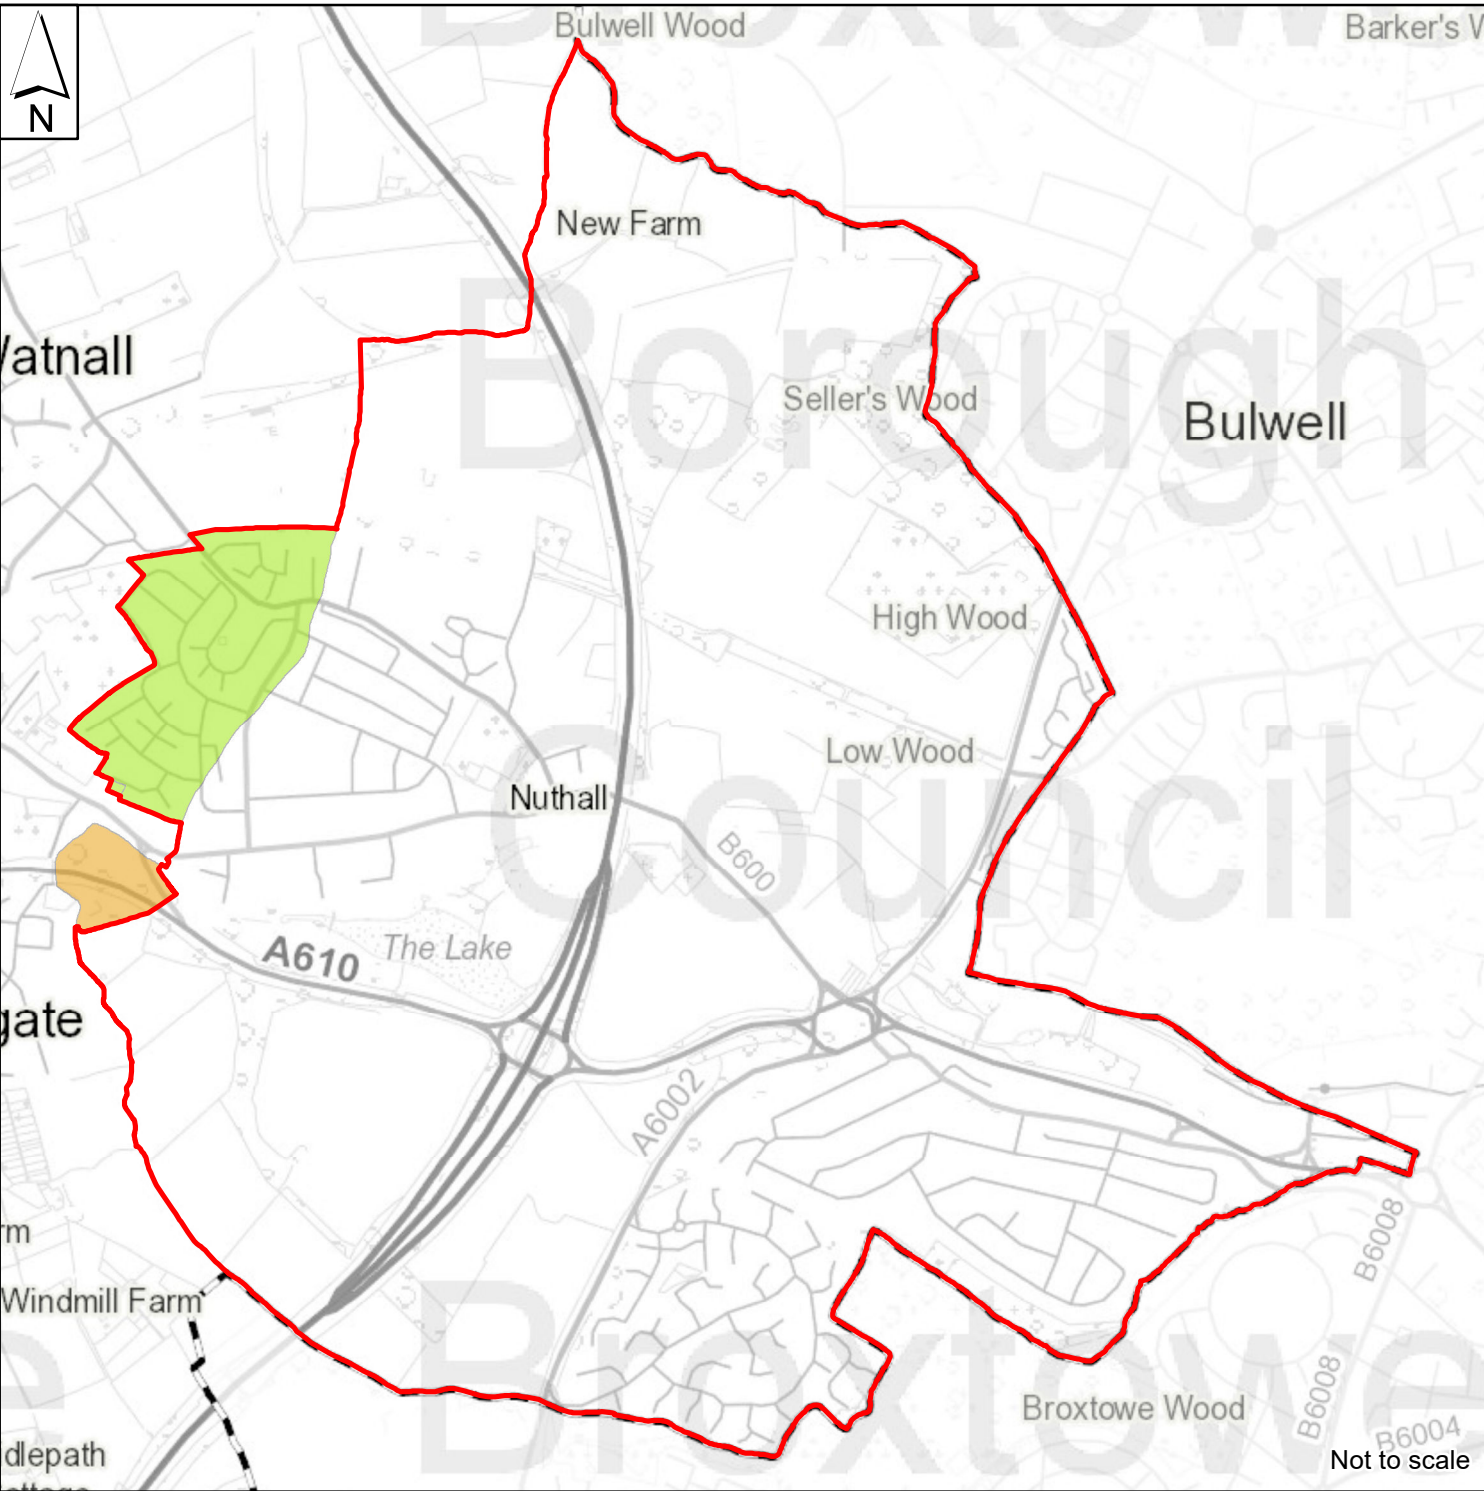 Bulwell Wood
Barker's W
N
New Farm
Borough
Watnall
Seller's Wood
Bulwell
High Wood
Council
Low Wood
Nuthall
B600
A610
The Lake
gate
A6002
rm
B6008
Windmill Farm
Broxtowe
B6008
Broxtowe Wood
B6004
dlepath
Not to scale